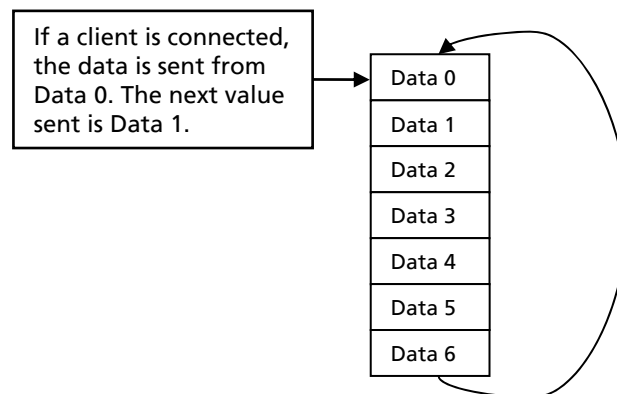 If a client is connected,
the data is sent from
Data 0. The next value
sent is Data 1.
Data 0
Data 1
Data 2
Data 3
Data 4
Data 5
Data 6